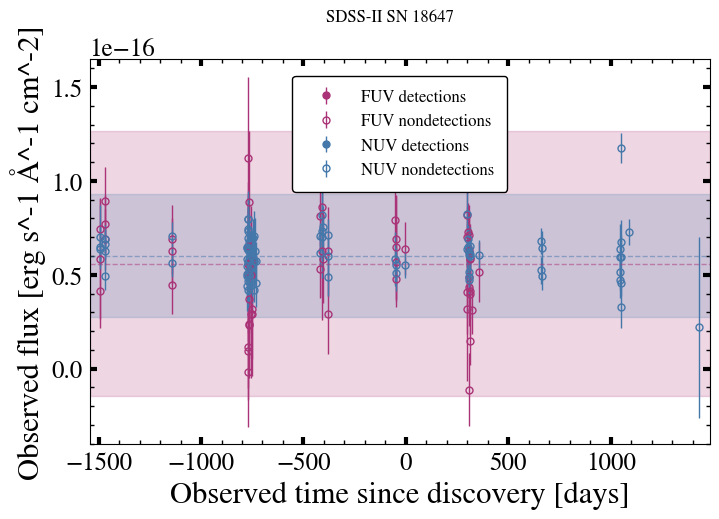 SDSS-II SN 18647
1e−16
FUV detections
FUV nondetections
NUV detections
NUV nondetections
1.5
1.0
0.5
0.0
Observed flux [erg s^-1 Å^-1 cm^-2]
−1500 −1000 −500 0 500 1000
Observed time since discovery [days]